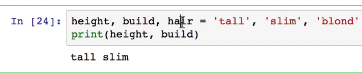 In [24]: height, build, hair = 'tall', 'slim', 'blond'
print(height, build)
tall slim